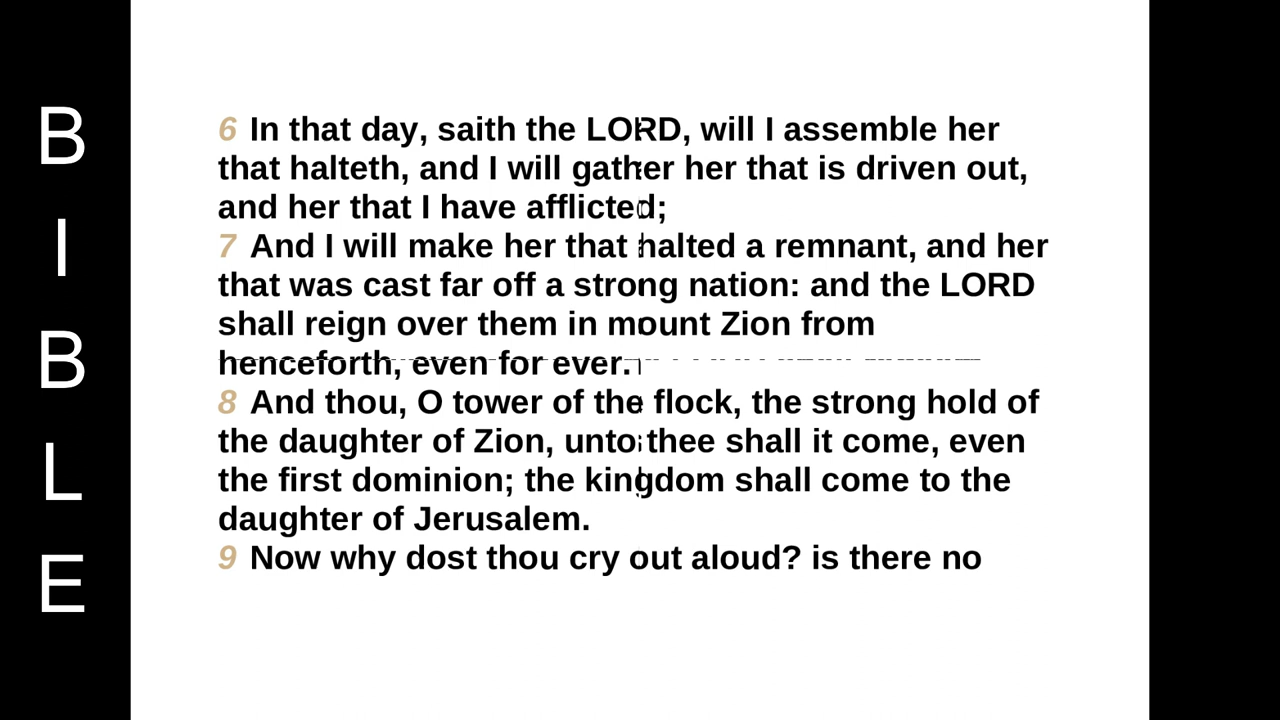 BIBLE
6 In that day, saith the LORD, will I assemble her
that halteth, and I will gather her that is driven out,
and her that I have afflicted;
7 And I will make her that halted a remnant, and her
that was cast far off a strong nation: and the LORD
shall reign over them in mount Zion from
henceforth, even for ever.
8 And thou, O tower of the flock, the strong hold of
the daughter of Zion, unto thee shall it come, even
the first dominion; the kingdom shall come to the
daughter of Jerusalem.
9 Now why dost thou cry out aloud? is there no